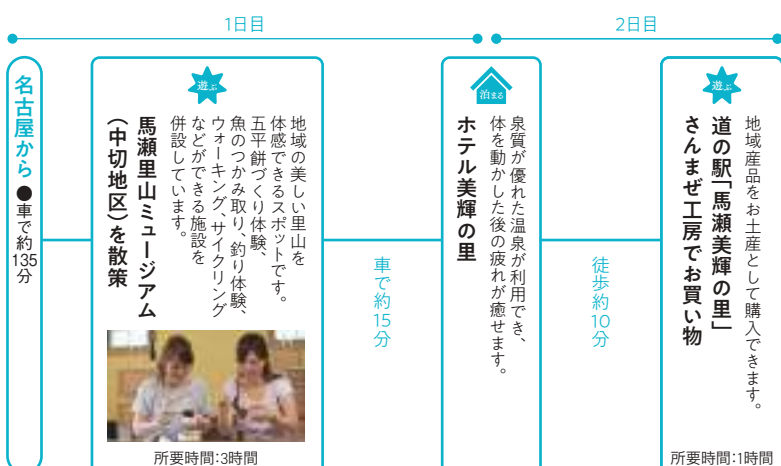 1日目
2日目
名古屋から ●車で約135分
遊ぶ
馬瀬里山ミュージアム
(中切地区)を散策
地域の美しい里山を
体感できるスポットです。
五平餅づくり体験、
魚のつかみ取り、釣り体験、
ウォーキング、サイクリング
などができる施設を
併設しています。
所要時間:3時間
車で約15分
泊まる
ホテル美輝の里
泉質が優れた温泉が利用でき、
体を動かした後の疲れが癒せます。
徒歩約10分
遊ぶ
道の駅「馬瀬美輝の里」
さんまぜ工房でお買い物
地域産品をお土産として購入できます。
所要時間:1時間